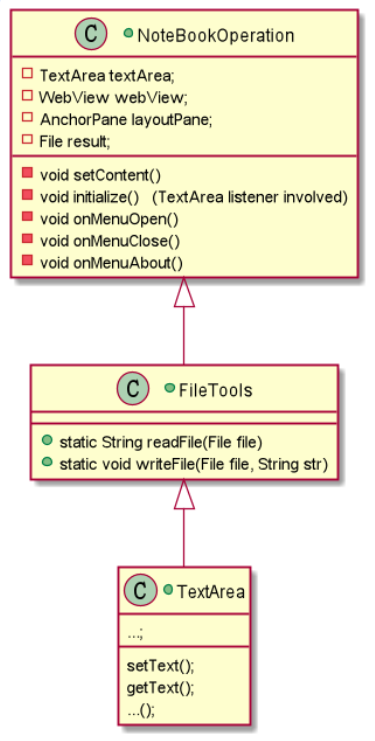 C NoteBookOperation
TextArea textArea;
WebView webView;
AnchorPane layoutPane;
File result;
void setContent()
void initialize() (TextArea listener involved)
void onMenuOpen()
void onMenuClose()
void onMenuAbout()
C FileTools
static String readFile(File file)
static void writeFile(File file, String str)
C TextArea
...;
setText();
getText();
...();